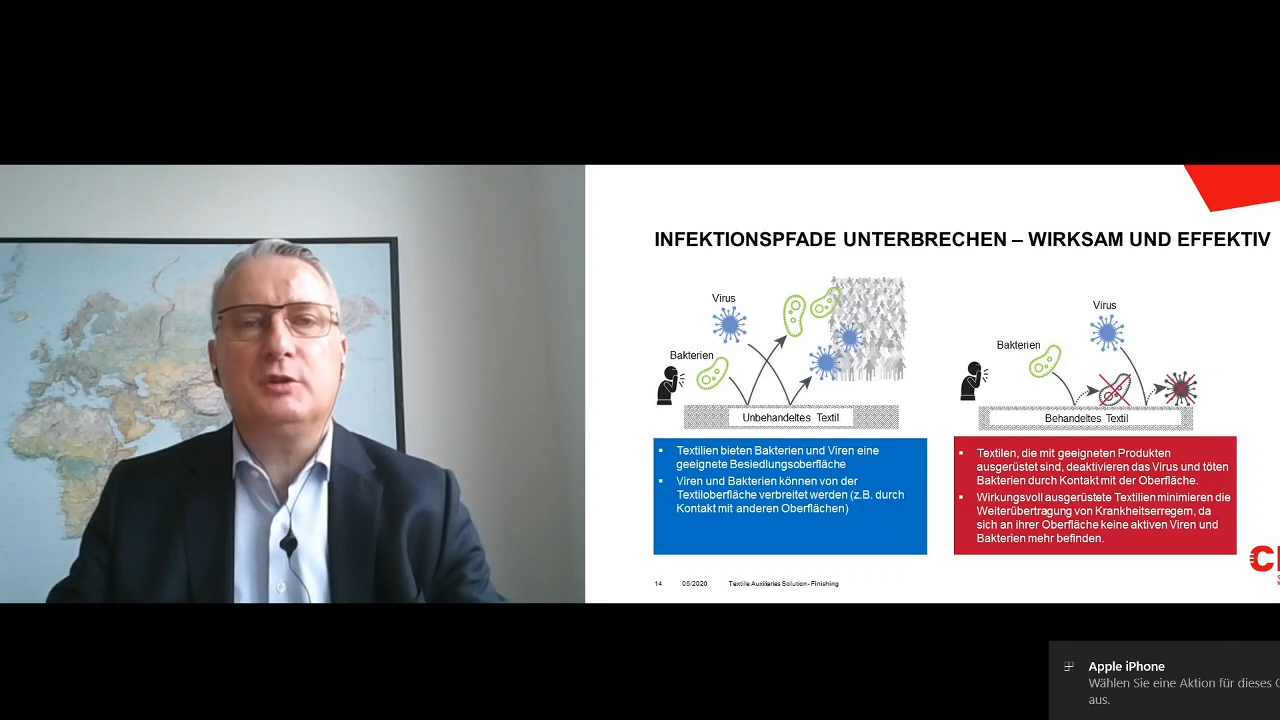 INFEKTIONSPFADE UNTERBRECHEN – WIRKSAM UND EFFEKTIV
Virus
Bakterien
Unbehandeltes Textil
Virus
Bakterien
Behandeltes Textil
▪ Textilien bieten Bakterien und Viren eine
geeignete Besiedlungsoberfläche
▪ Viren und Bakterien können von der
Textiloberfläche verbreitet werden (z.B. durch
Kontakt mit anderen Oberflächen)
▪ Textilen, die mit geeigneten Produkten
ausgerüstet sind, deaktivieren das Virus und töten
Bakterien durch Kontakt mit der Oberfläche.
▪ Wirkungsvoll ausgerüstete Textilien minimieren die
Weiterübertragung von Krankheitserregern, da
sich an ihrer Oberfläche keine aktiven Viren und
Bakterien mehr befinden.
14 05/2020 Textile Auxiliaries Solution - Finishing
Apple iPhone
Wählen Sie eine Aktion für dieses
aus.